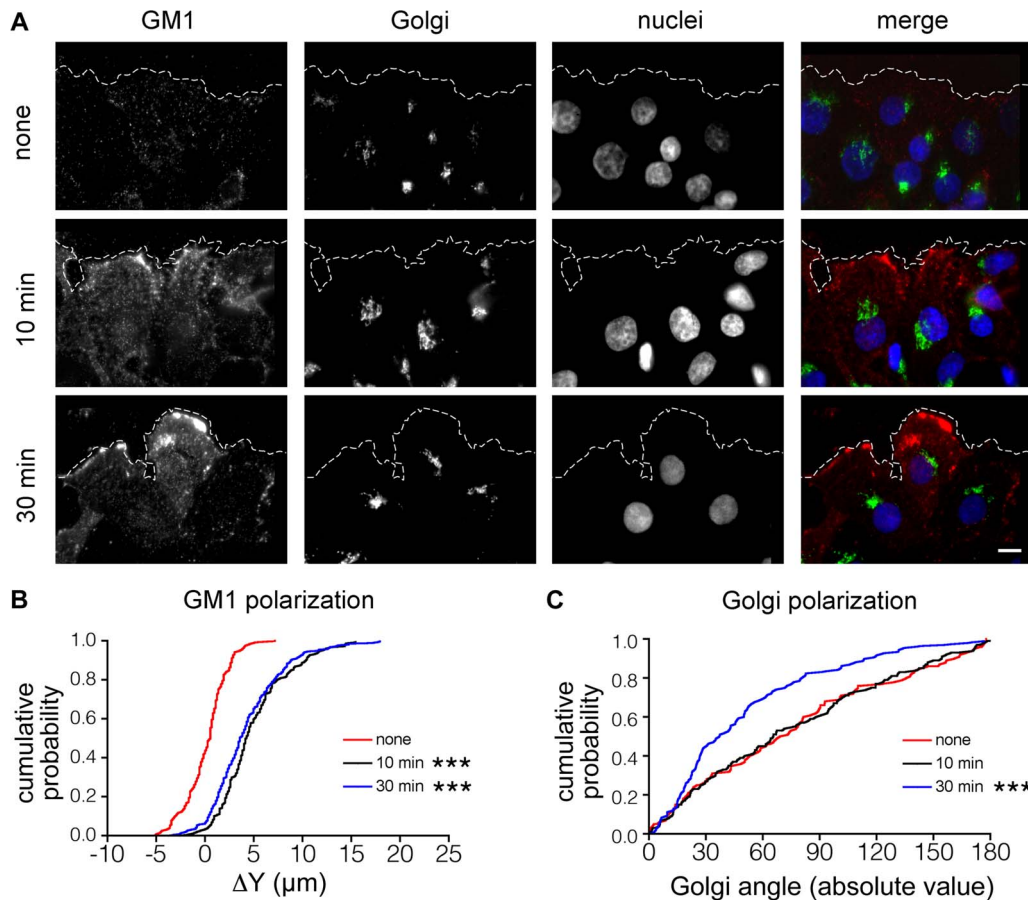 A
GM1 Golgi nuclei merge
none
10 min
30 min
B
GM1 polarization
cumulative
probability
1.0
0.8
0.6
0.4
0.2
0.0
none
10 min ***
30 min ***
-10 -5 0 5 10 15 20 25
ΔY (μm)
C
Golgi polarization
cumulative
probability
1.0
0.8
0.6
0.4
0.2
0.0
none
10 min
30 min ***
0 30 60 90 120 150 180
Golgi angle (absolute value)